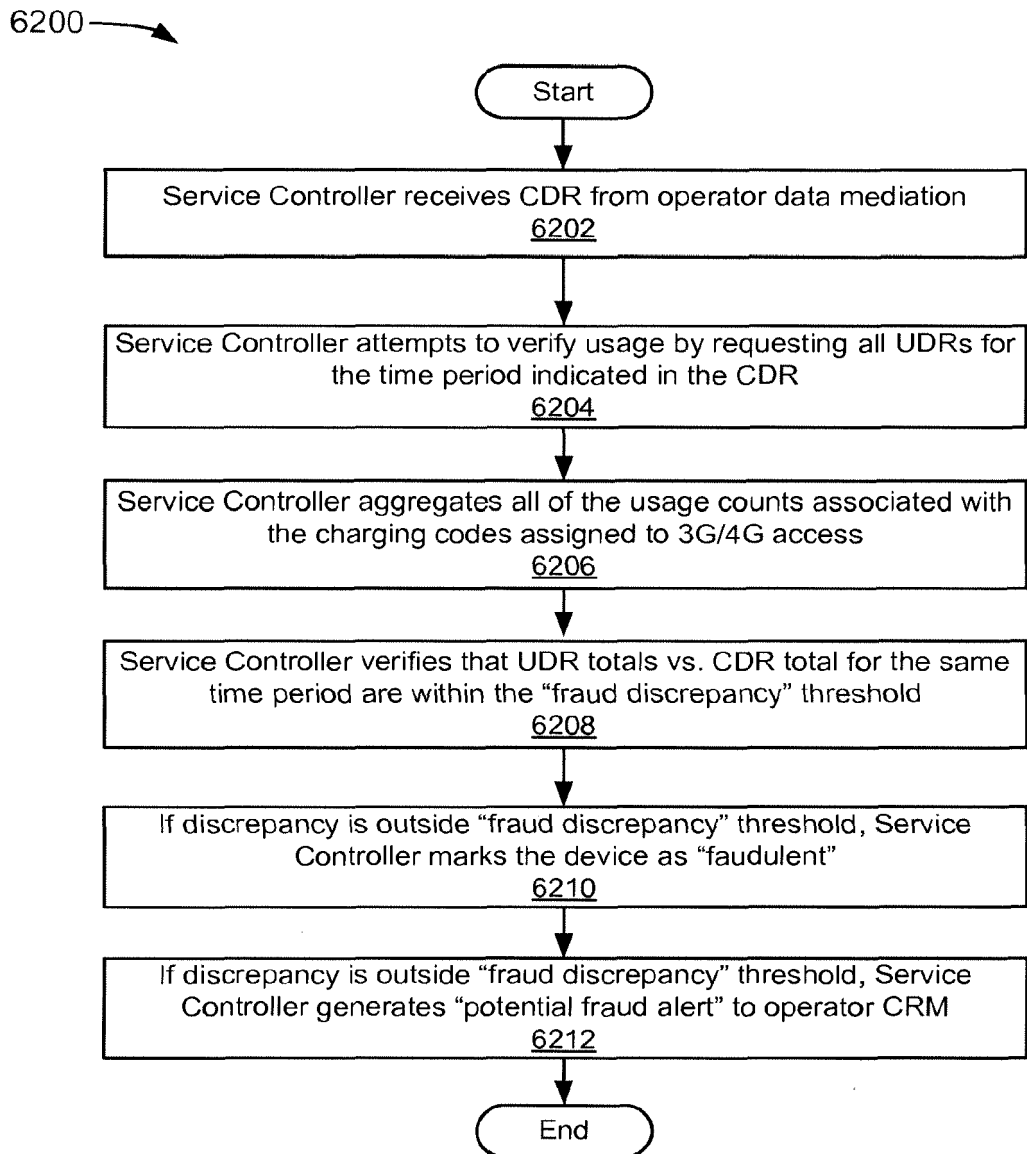 6200
Start
Service Controller receives CDR from operator data mediation
6202
Service Controller attempts to verify usage by requesting all UDRs for
the time period indicated in the CDR
6204
Service Controller aggregates all of the usage counts associated with
the charging codes assigned to 3G/4G access
6206
Service Controller verifies that UDR totals vs. CDR total for the same
time period are within the “fraud discrepancy” threshold
6208
If discrepancy is outside “fraud discrepancy” threshold, Service
Controller marks the device as “faudulent”
6210
If discrepancy is outside “fraud discrepancy” threshold, Service
Controller generates “potential fraud alert” to operator CRM
6212
End